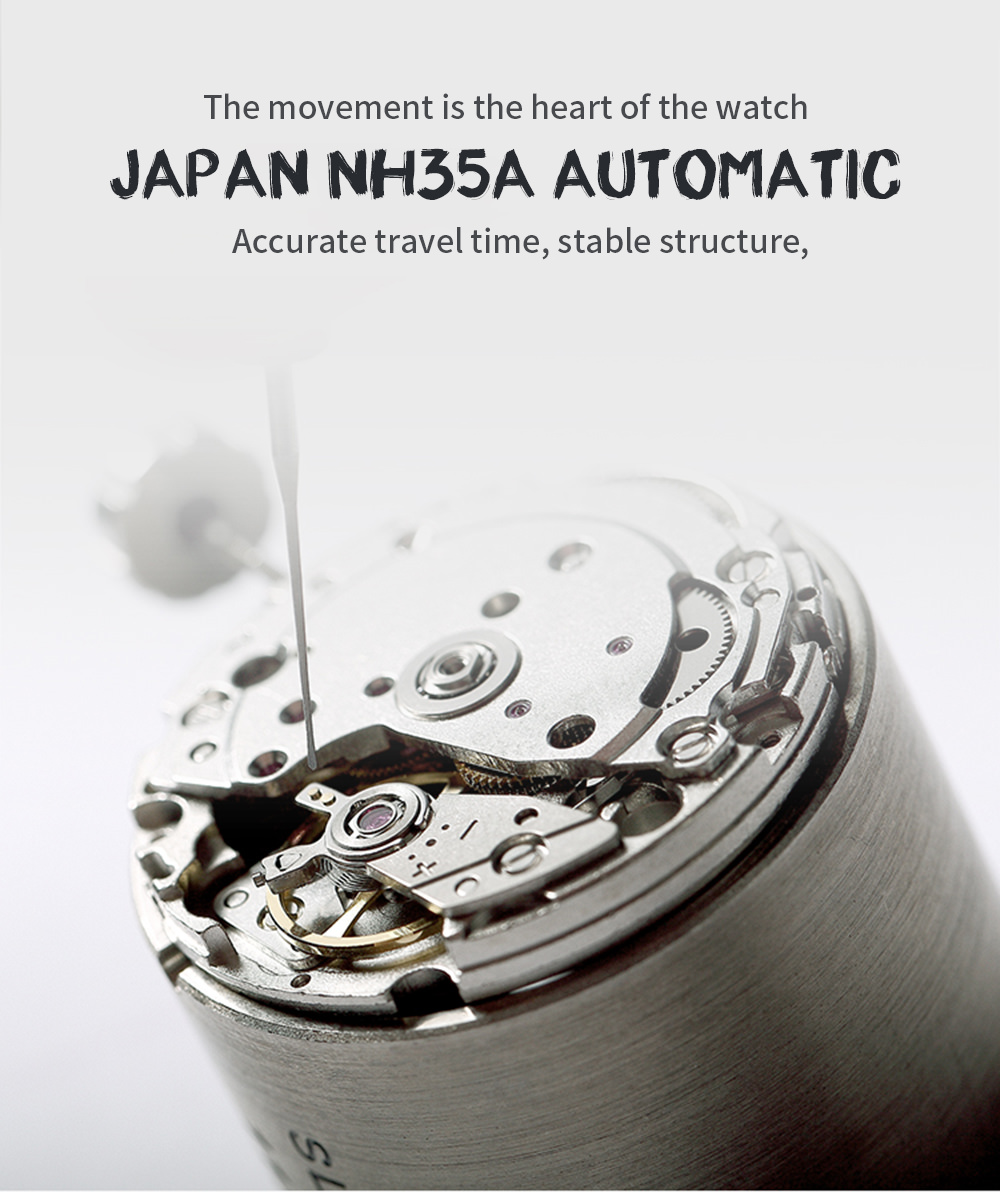 The movement is the heart of the watch
JAPAN NH35A AUTOMATIC
Accurate travel time, stable structure,
+ −